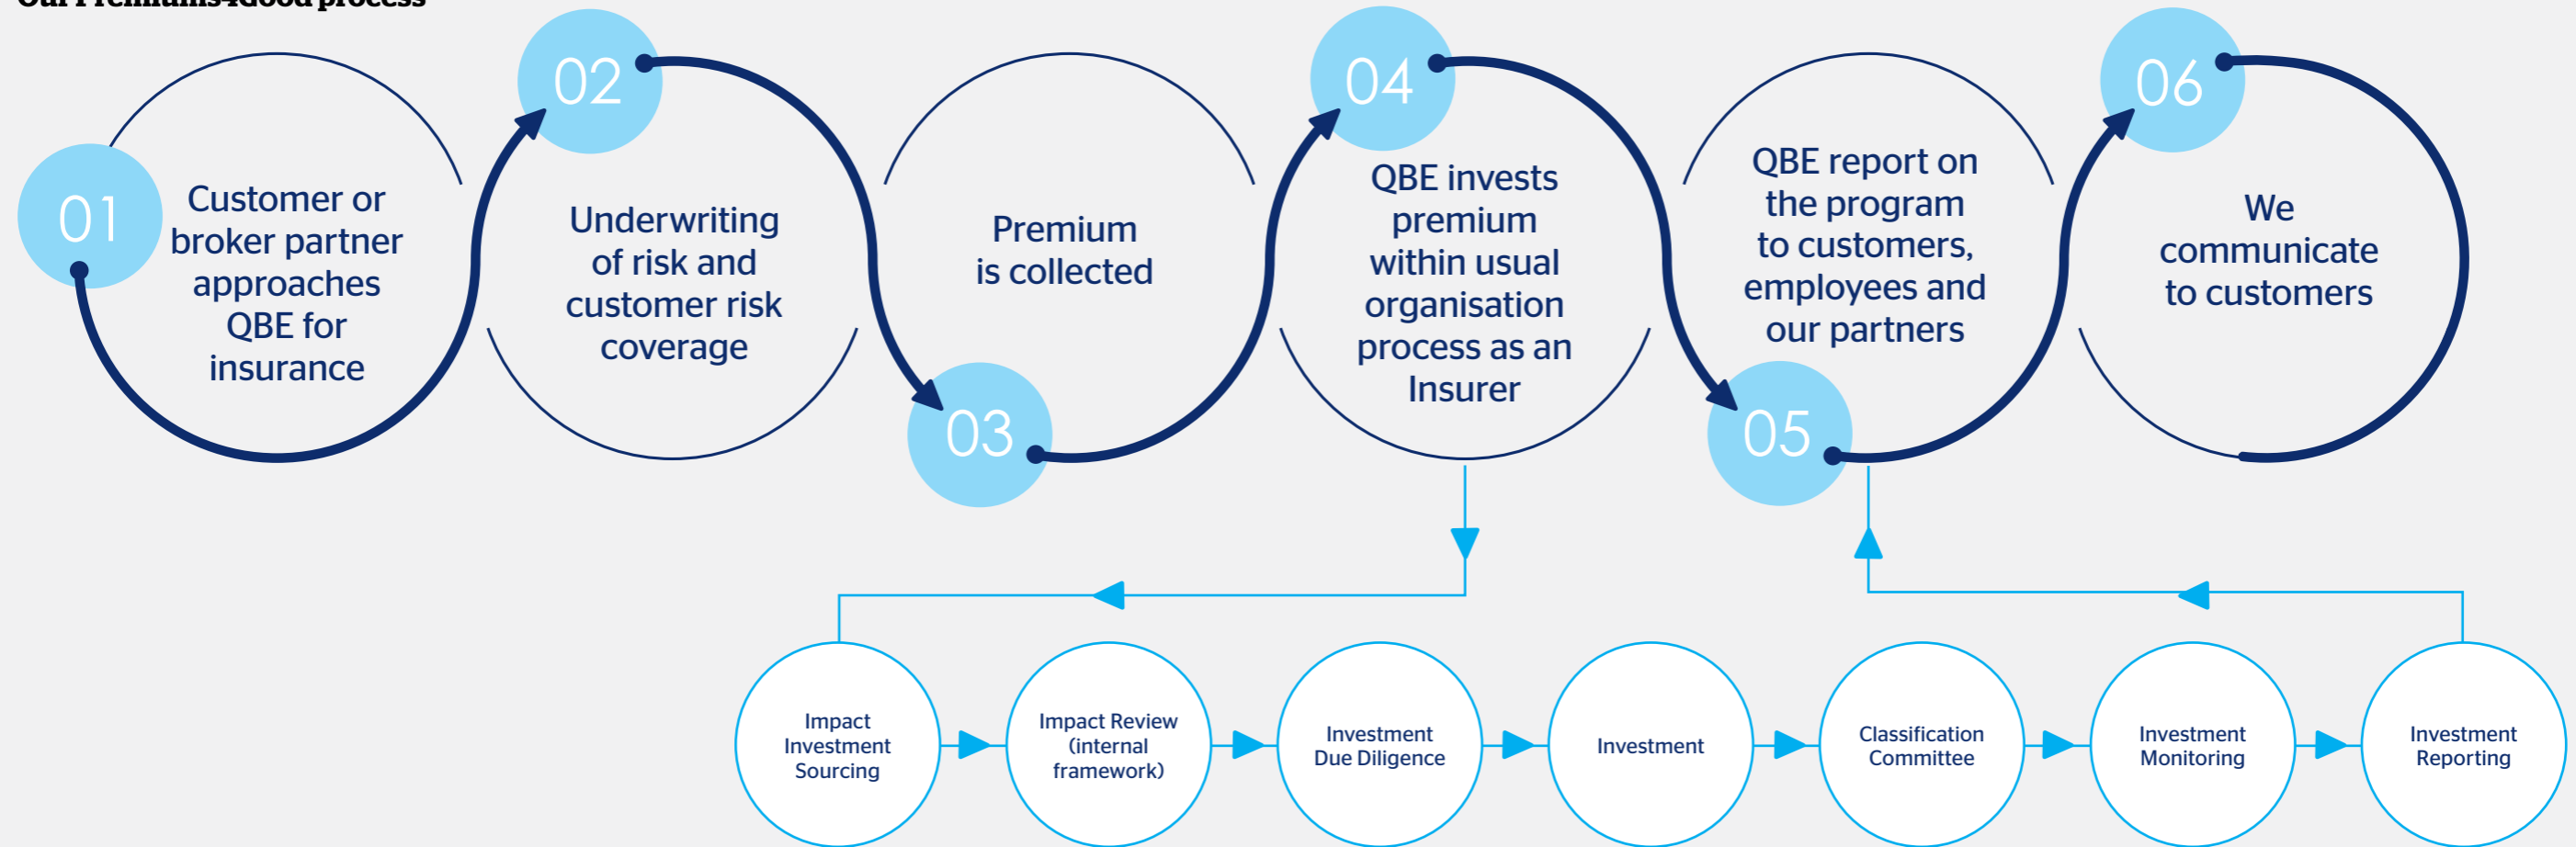 Our Premiums4Good process
01
Customer or
broker partner
approaches
QBE for
insurance
02
Underwriting
of risk and
customer risk
coverage
03
Premium
is collected
04
QBE invests
premium
within usual
organisation
process as an
Insurer
05
QBE report on
the program
to customers,
employees and
our partners
06
We
communicate
to customers
Impact
Investment
Sourcing
Impact Review
(internal
framework)
Investment
Due Diligence
Investment
Classification
Committee
Investment
Monitoring
Investment
Reporting